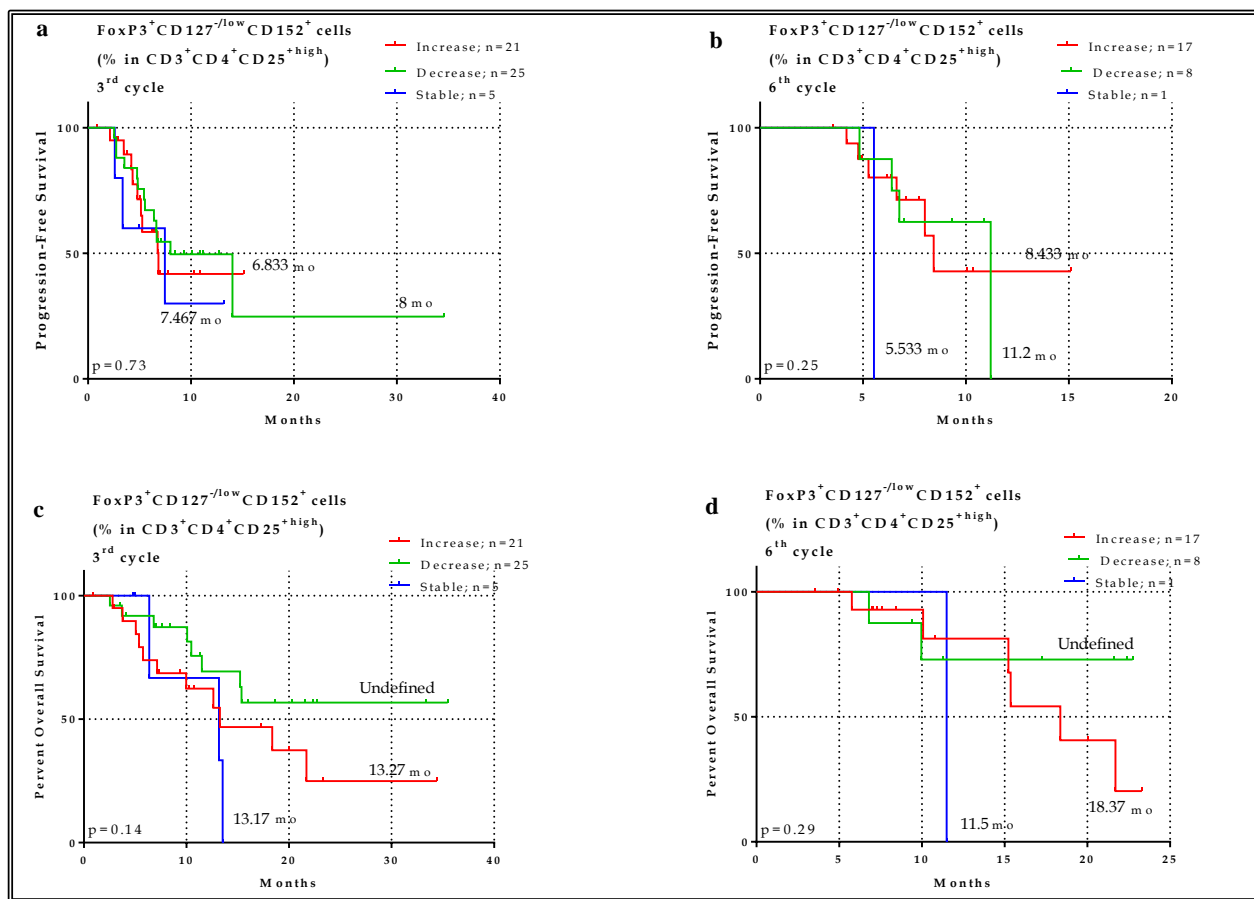 a
FoxP3⁺CD127⁻/ˡᵒʷCD152⁺ cells
(% in CD3⁺CD4⁺CD25⁺ʰⁱᵍʰ)
3ʳᵈ cycle
Increase; n=21
Decrease; n=25
Stable; n=5
Progression-Free Survival
100
50
0
6.833 mo
8 mo
7.467 mo
p=0.73
0 10 20 30 40
Months
b
FoxP3⁺CD127⁻/ˡᵒʷCD152⁺ cells
(% in CD3⁺CD4⁺CD25⁺ʰⁱᵍʰ)
6ᵗʰ cycle
Increase; n=17
Decrease; n=8
Stable; n=1
Progression-Free Survival
100
50
0
8.433 mo
5.533 mo
11.2 mo
p=0.25
0 5 10 15 20
Months
c
FoxP3⁺CD127⁻/ˡᵒʷCD152⁺ cells
(% in CD3⁺CD4⁺CD25⁺ʰⁱᵍʰ)
3ʳᵈ cycle
Increase; n=21
Decrease; n=25
Stable; n=5
Pervent Overall Survival
100
50
0
Undefined
13.27 mo
13.17 mo
p=0.14
0 10 20 30 40
Months
d
FoxP3⁺CD127⁻/ˡᵒʷCD152⁺ cells
(% in CD3⁺CD4⁺CD25⁺ʰⁱᵍʰ)
6ᵗʰ cycle
Increase; n=17
Decrease; n=8
Stable; n=1
Pervent Overall Survival
100
50
0
Undefined
18.37 mo
11.5 mo
p=0.29
0 5 10 15 20 25
Months